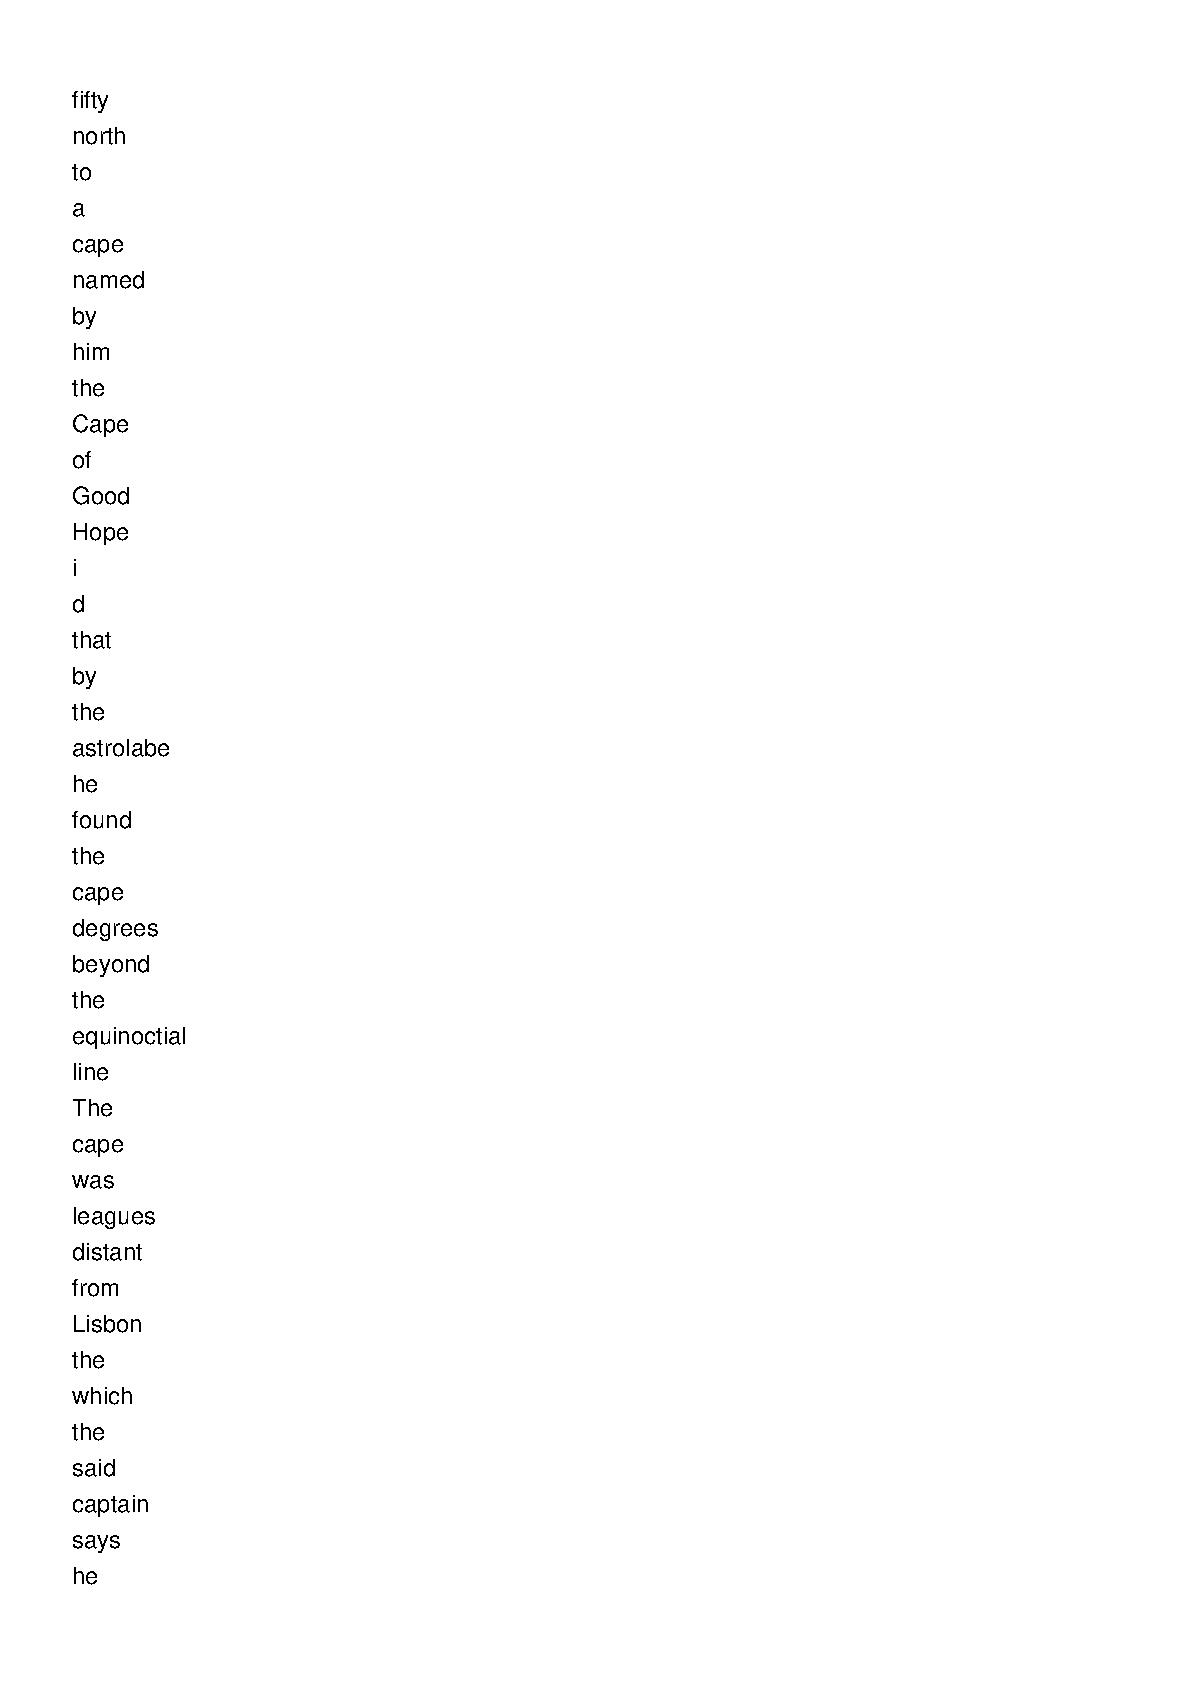 fifty
north
to
a
cape
named
by
him
the
Cape
of
Good
Hope
i
d
that
by
the
astrolabe
he
found
the
cape
degrees
beyond
the
equinoctial
line
The
cape
was
leagues
distant
from
Lisbon
the
which
the
said
captain
says
he